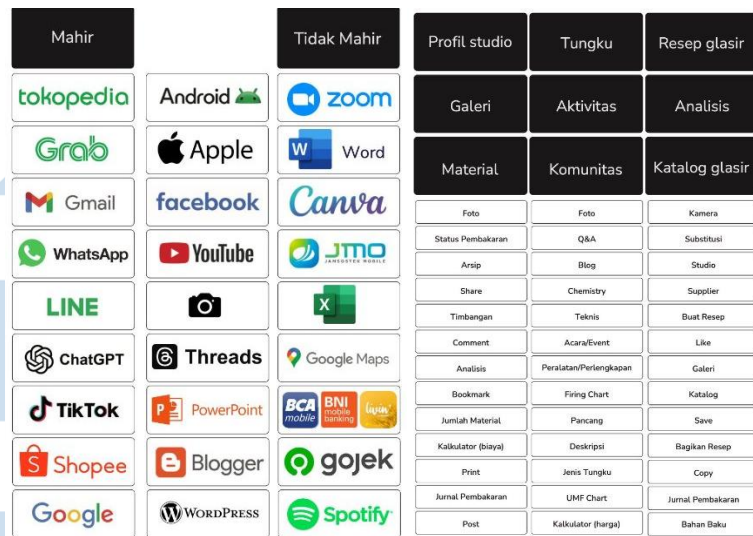 Mahir
Tidak Mahir
tokopedia
Android
zoom
Grab
Apple
W Word
Gmail
facebook
Canva
WhatsApp
YouTube
JMO
JAMSOSTEK MOBILE
LINE
X
ChatGPT
Threads
Google Maps
TikTok
P PowerPoint
BCA mobile
BNI mobile banking
livin'
S Shopee
Blogger
gojek
Google
WORDPRESS
Spotify
Profil studio
Tungku
Resep glasir
Galeri
Aktivitas
Analisis
Material
Komunitas
Katalog glasir
Foto
Foto
Kamera
Status Pembakaran
Q&A
Substitusi
Arsip
Blog
Studio
Share
Chemistry
Supplier
Timbangan
Teknis
Buat Resep
Comment
Acara/Event
Like
Analisis
Peralatan/Perlengkapan
Galeri
Bookmark
Firing Chart
Katalog
Jumlah Material
Pancang
Save
Kalkulator (biaya)
Deskripsi
Bagikan Resep
Print
Jenis Tungku
Copy
Jurnal Pembakaran
UMF Chart
Jurnal Pembakaran
Post
Kalkulator (harga)
Bahan Baku